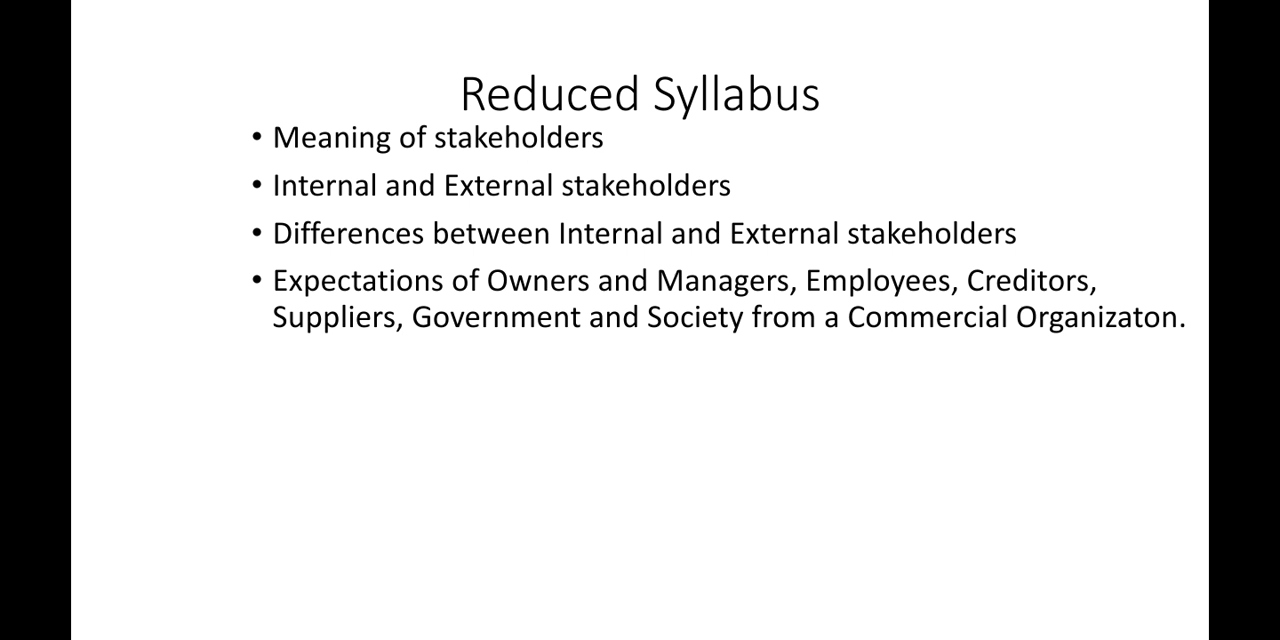 Reduced Syllabus
• Meaning of stakeholders
• Internal and External stakeholders
• Differences between Internal and External stakeholders
• Expectations of Owners and Managers, Employees, Creditors,
Suppliers, Government and Society from a Commercial Organizaton.